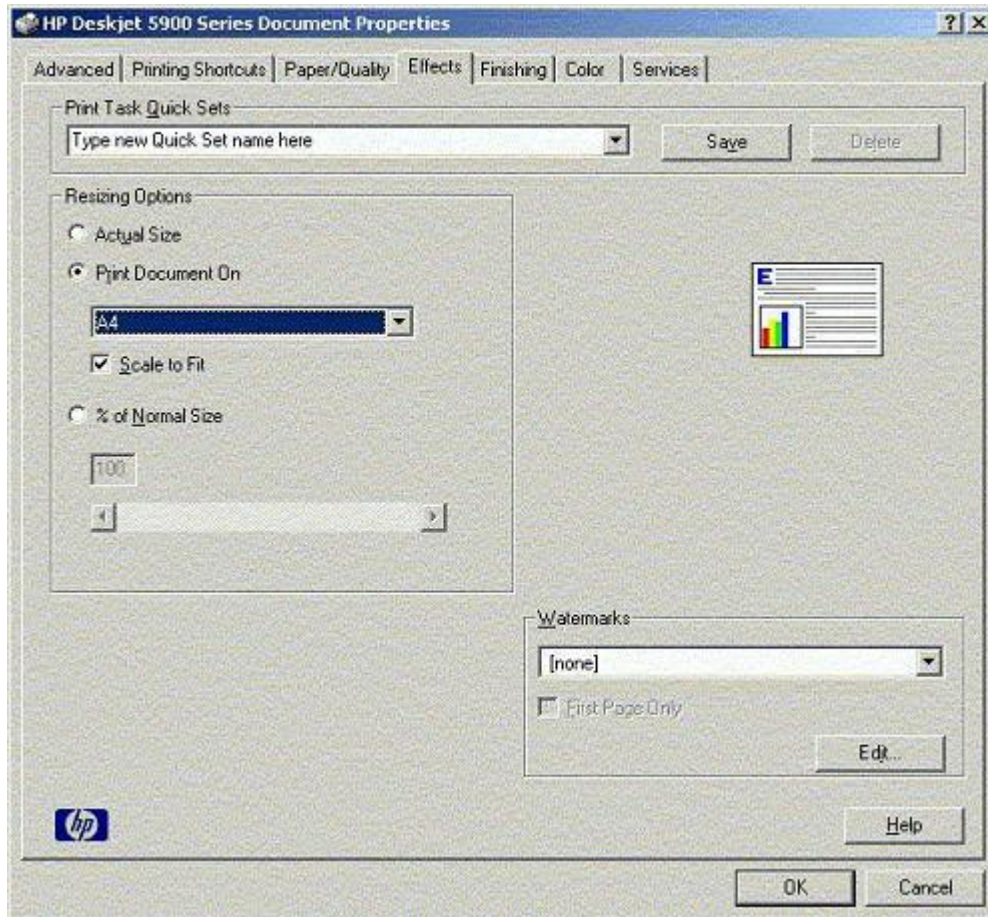 HP Deskjet 5900 Series Document Properties
Advanced Printing Shortcuts Paper/Quality Effects Finishing Color Services
Print Task Quick Sets
Type new Quick Set name here Save Delete
Resizing Options
Actual Size
Print Document On
A4
Scale to Fit
% of Normal Size
100
E
Watermarks
[none]
First Page Only
Edit...
hp
Help
OK Cancel